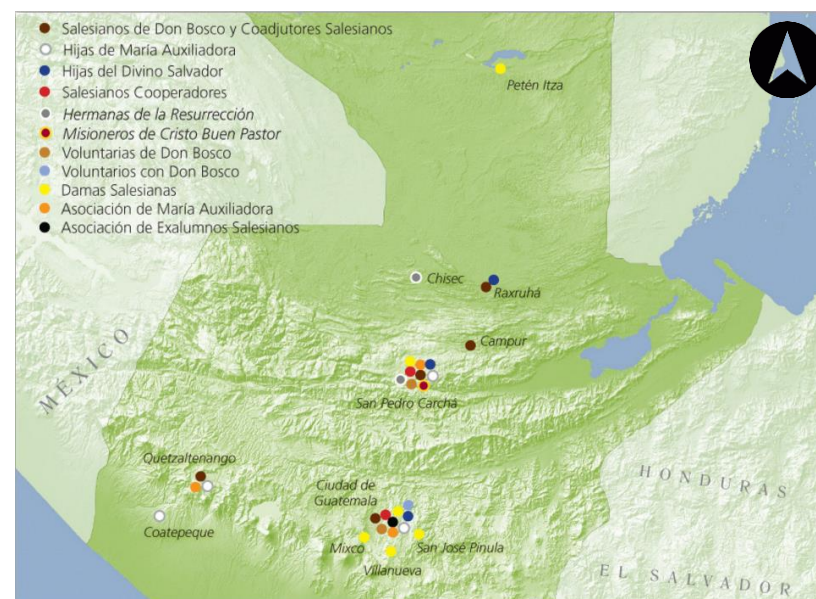 Salesianos de Don Bosco y Coadjutores Salesianos
Hijas de María Auxiliadora
Hijas del Divino Salvador
Salesianos Cooperadores
Hermanas de la Resurrección
Misioneros de Cristo Buen Pastor
Voluntarias de Don Bosco
Voluntarios con Don Bosco
Damas Salesianas
Asociación de María Auxiliadora
Asociación de Exalumnos Salesianos
Petén Itza
Chisec
Raxruhá
Campur
MÉXICO
San Pedro Carchá
Quetzaltenango
Ciudad de
Guatemala
HONDURAS
Coatepeque
Mixco
San José Pinula
Villanueva
EL SALVADOR